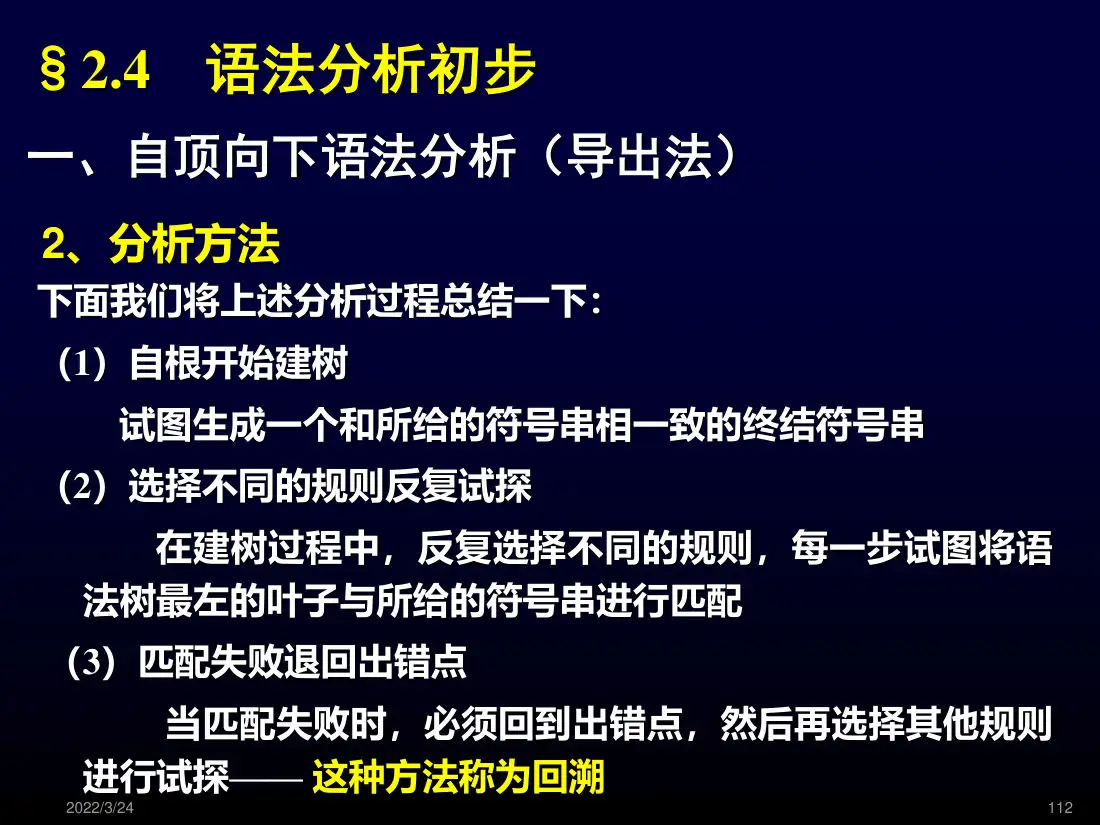 §2.4 语法分析初步
一、自顶向下语法分析（导出法）
2、分析方法
下面我们将上述分析过程总结一下：
（1）自根开始建树
试图生成一个和所给的符号串相一致的终结符号串
（2）选择不同的规则反复试探
在建树过程中，反复选择不同的规则，每一步试图将语
法树最左的叶子与所给的符号串进行匹配
（3）匹配失败退回出错点
当匹配失败时，必须回到出错点，然后再选择其他规则
进行试探—— 这种方法称为回溯
2022/3/24 112